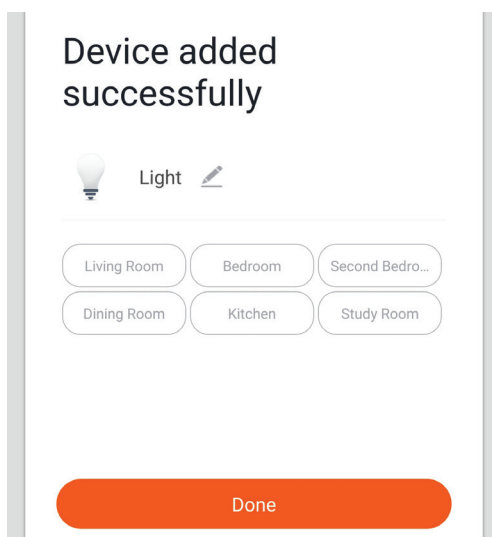 Device added
successfully
Light
Living Room Bedroom Second Bedro...
Dining Room Kitchen Study Room
Done